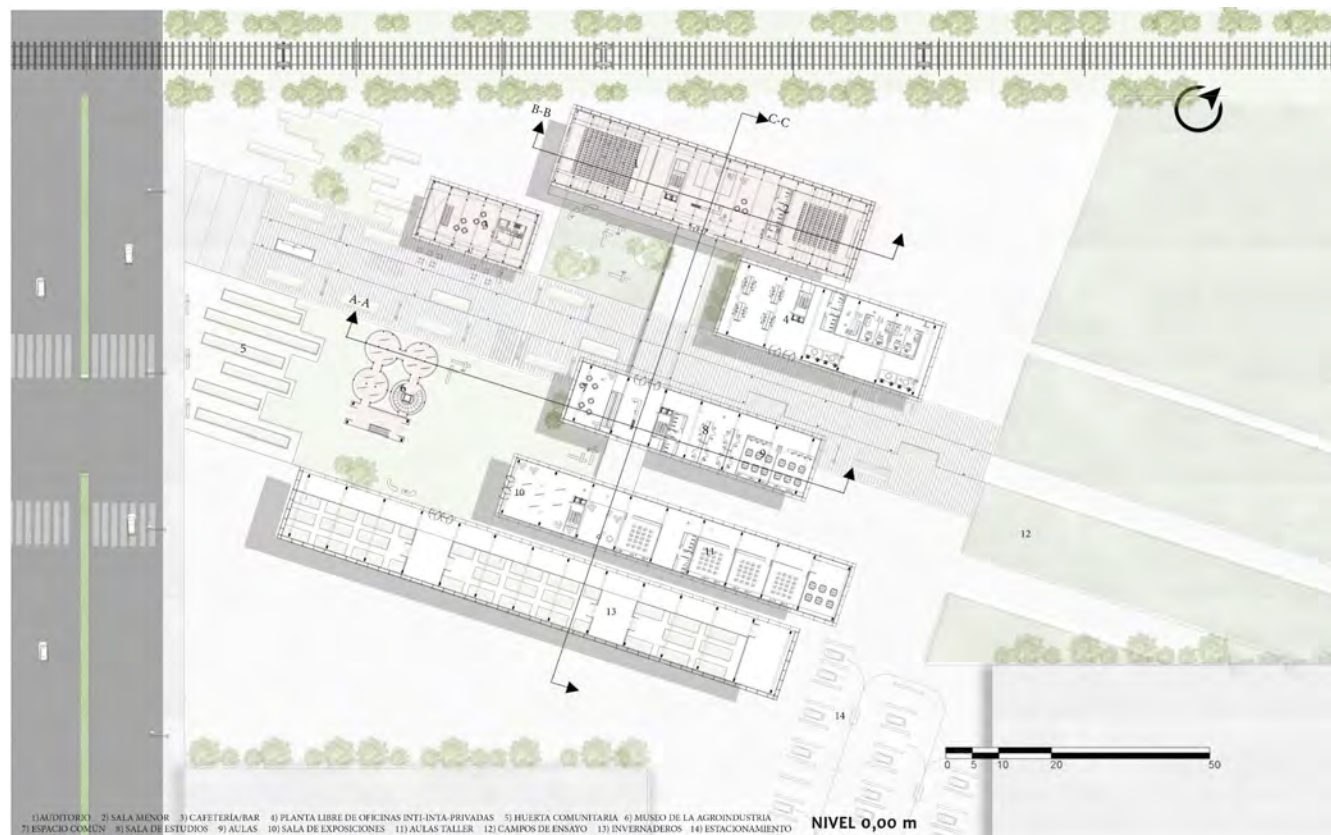 B-B
C-C
1
3
2
4
A-A
5
6
8
9
10
11
12
13
14
0 5 10 20 50
1) AUDITORIO 2) SALA MENOR 3) CAFETERÍA/BAR 4) PLANTA LIBRE DE OFICINAS INTI-INTA-PRIVADAS 5) HUERTA COMUNITARIA 6) MUSEO DE LA AGROINDUSTRIA
7) ESPACIO COMÚN 8) SALA DE ESTUDIOS 9) AULAS 10) SALA DE EXPOSICIONES 11) AULAS TALLER 12) CAMPOS DE ENSAYO 13) INVERNADEROS 14) ESTACIONAMIENTO
NIVEL 0,00 m